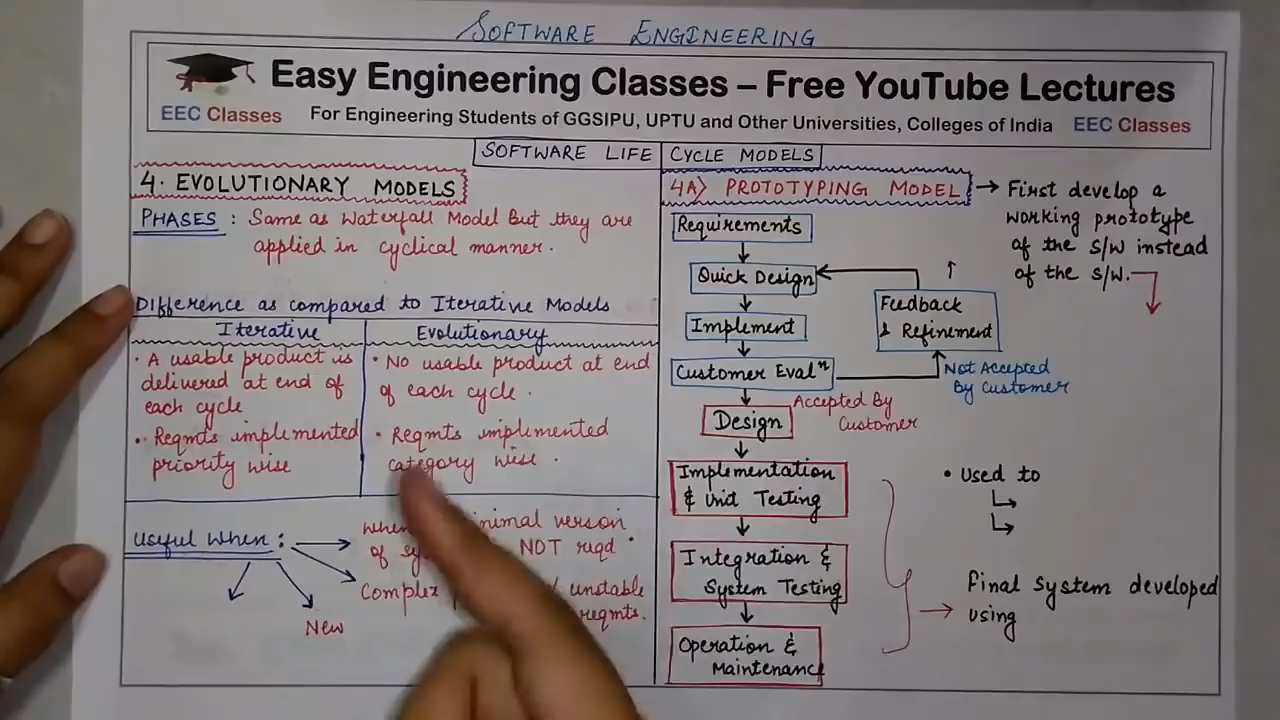 SOFTWARE ENGINEERING
Easy Engineering Classes – Free YouTube Lectures
EEC Classes For Engineering Students of GGSIPU, UPTU and Other Universities, Colleges of India EEC Classes
SOFTWARE LIFE CYCLE MODELS
4. EVOLUTIONARY MODELS
PHASES : Same as Waterfall Model But they are
applied in cyclical manner.
Difference as compared to Iterative Models
Iterative
· A usable product is
delivered at end of
each cycle
· Reqmts implemented
priority wise
Evolutionary
· No usable product at end
of each cycle.
· Reqmts implemented
category wise.
Useful When :
When
nimal verson
of
NOT ruqd
Complex
unstable
reqmts.
New
4A> PROTOTYPING MODEL → First develop a
working prototype
of the S/W instead
of the S/W.
Requirements
Quick Design
Implement
Customer Evalⁿ
Feedback
& Refinement
Not Accepted
By Customer
Accepted By
Customer
Design
Implementation
& Unit Testing
Integration &
System Testing
Operation &
Maintenance
• Used to
Final System developed
using